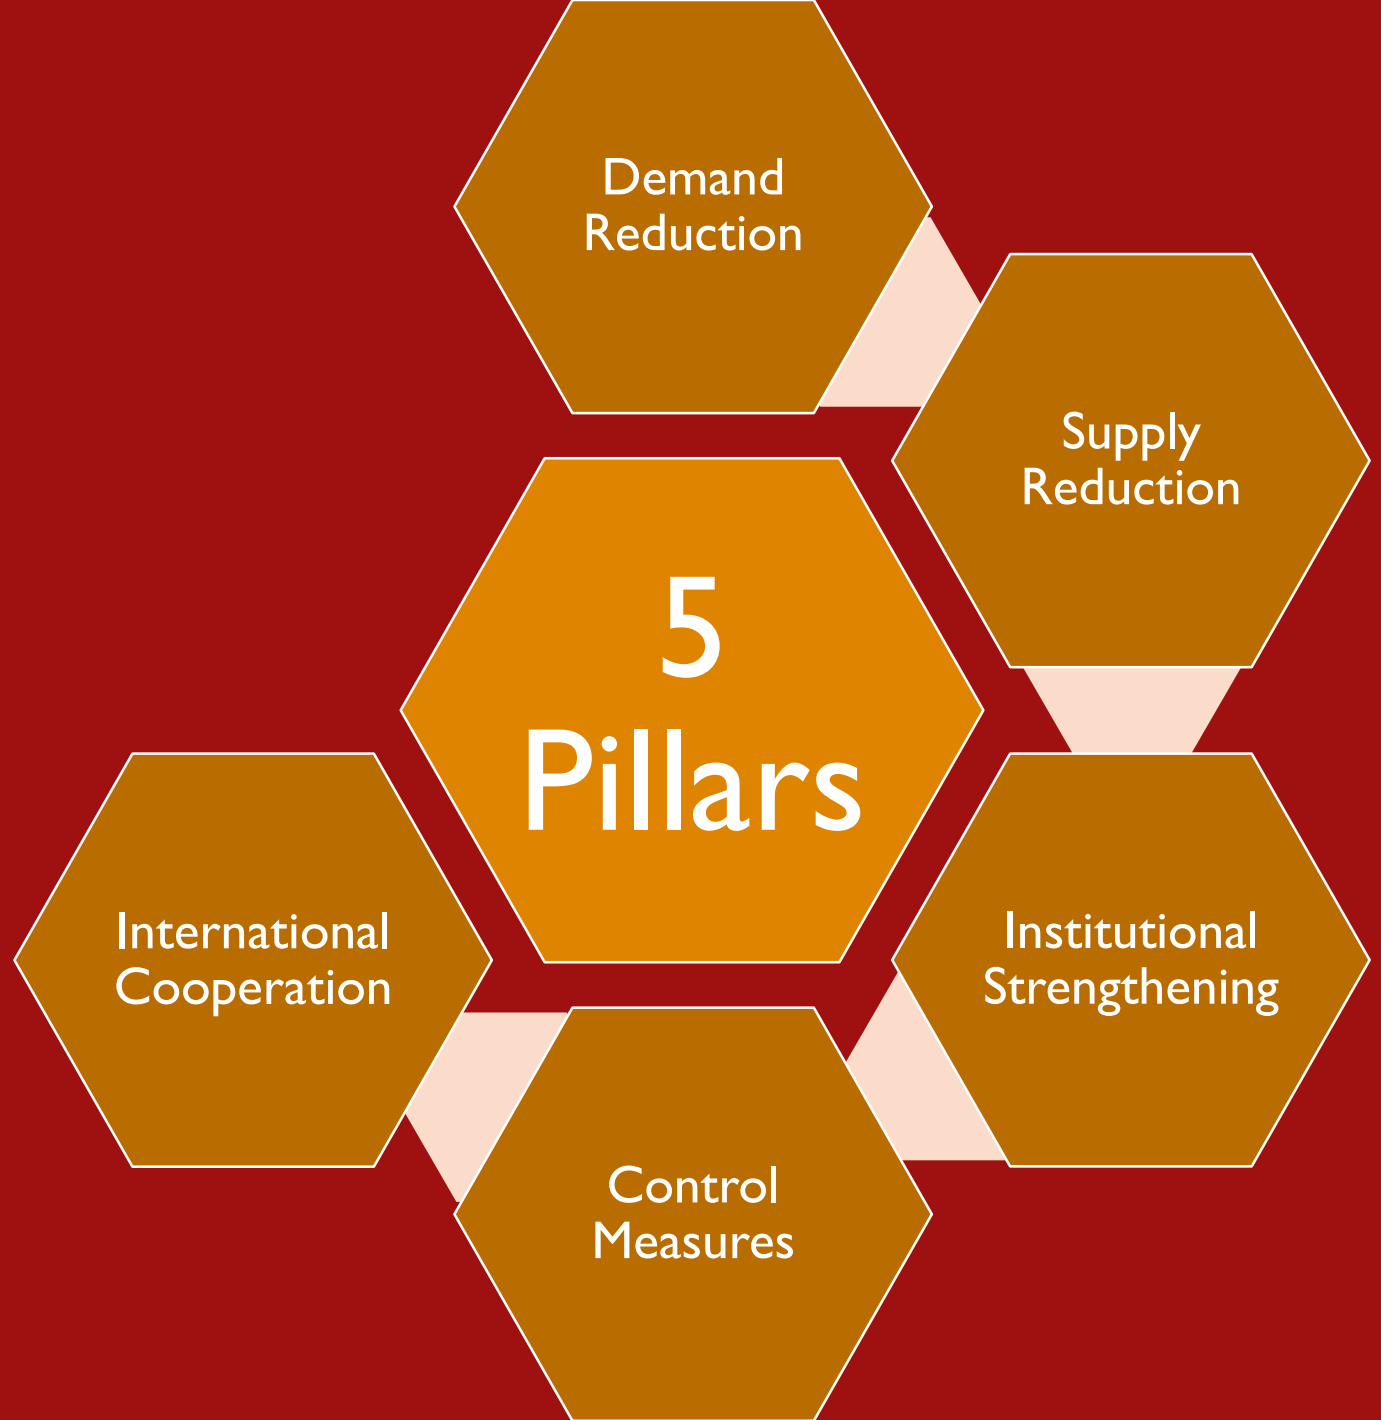 Demand
Reduction
Supply
Reduction
5
Pillars
International
Cooperation
Institutional
Strengthening
Control
Measures